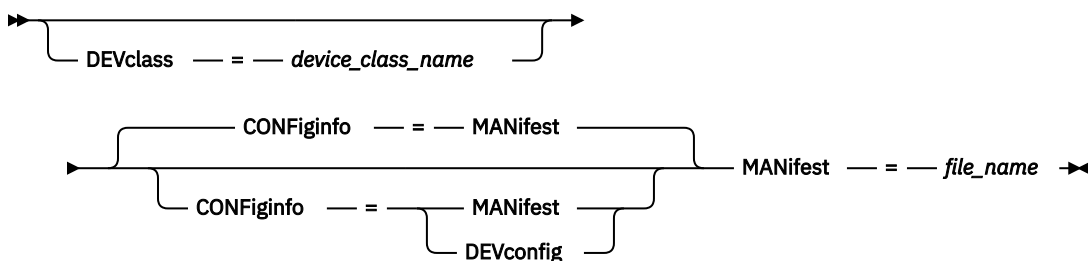 DEVclass = device_class_name
CONFiginfo = MANifest
MANifest = file_name
CONFiginfo = MANifest
DEVconfig